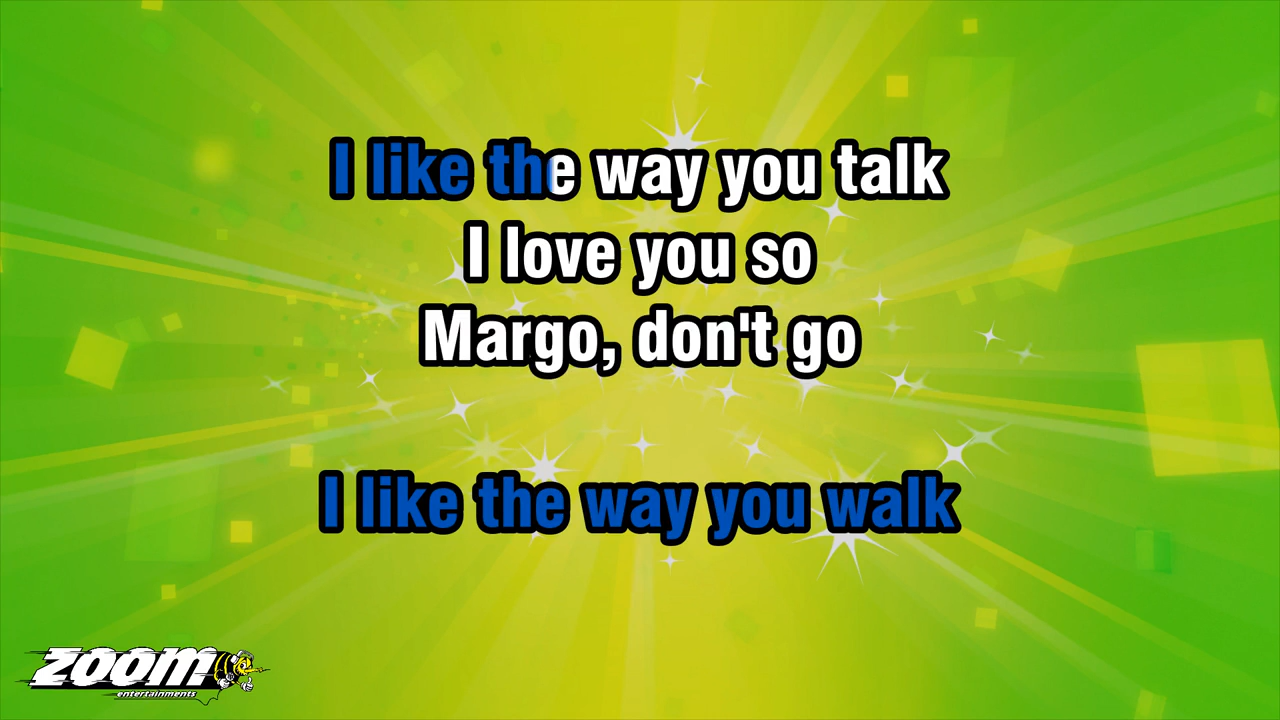 I like the way you talk
I love you so
Margo, don't go
I like the way you walk
zoom
entertainments